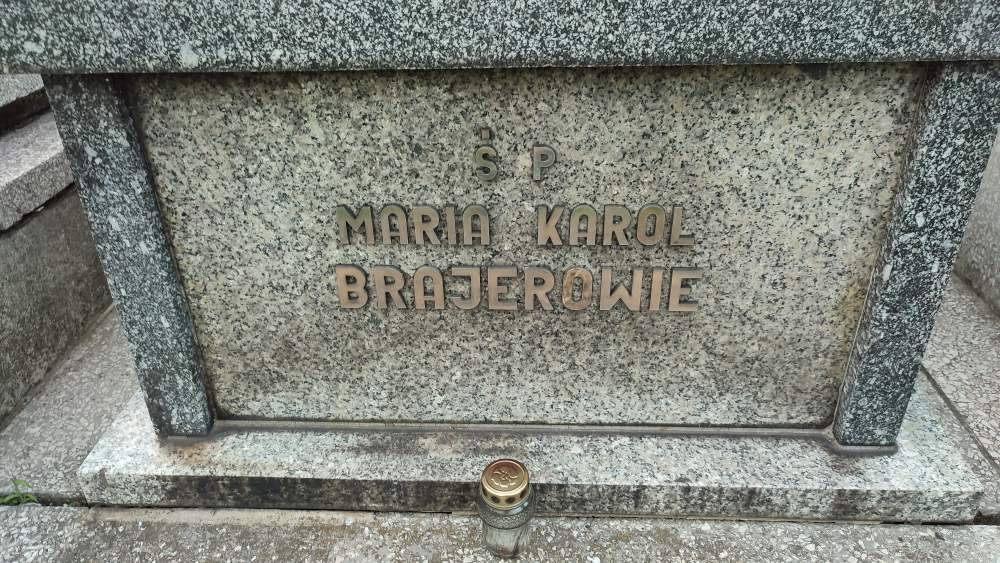 Ś P
MARIA KAROL
BRAJEROWIE